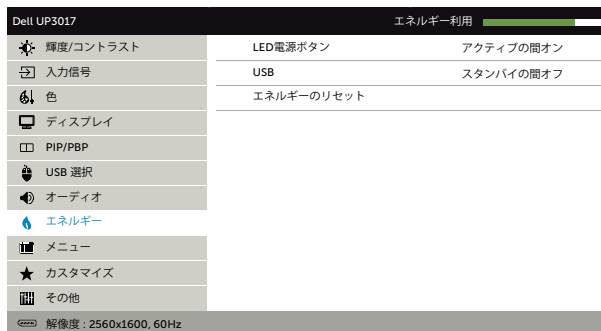 Dell UP3017 エネルギー利用
輝度/コントラスト LED電源ボタン アクティブの間オン
入力信号 USB スタンバイの間オフ
色 エネルギーのリセット
ディスプレイ
PIP/PBP
USB 選択
オーディオ
エネルギー
メニュー
カスタマイズ
その他
解像度 : 2560x1600, 60Hz